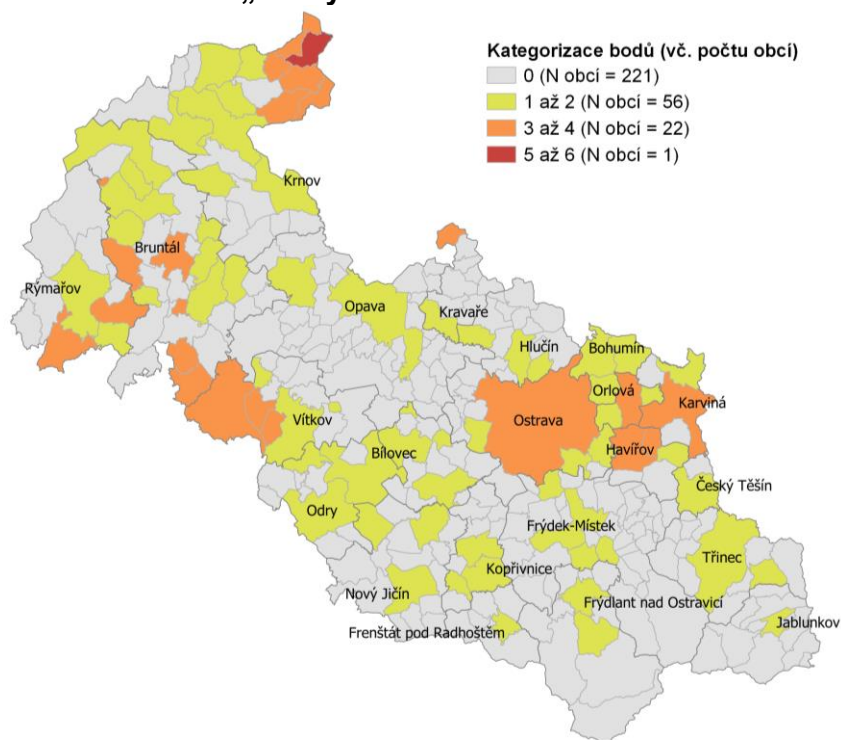 Kategorizace bodů (vč. počtu obcí)
0 (N obcí = 221)
1 až 2 (N obcí = 56)
3 až 4 (N obcí = 22)
5 až 6 (N obcí = 1)
Krnov
Bruntál
Rýmařov
Opava
Kravaře
Hlučín
Bohumín
Orlová
Karviná
Ostrava
Vítkov
Havířov
Bílovec
Český Těšín
Odry
Frýdek-Místek
Třinec
Kopřivnice
Nový Jičín
Frýdlant nad Ostravicí
Jablunkov
Frenštát pod Radhoštěm